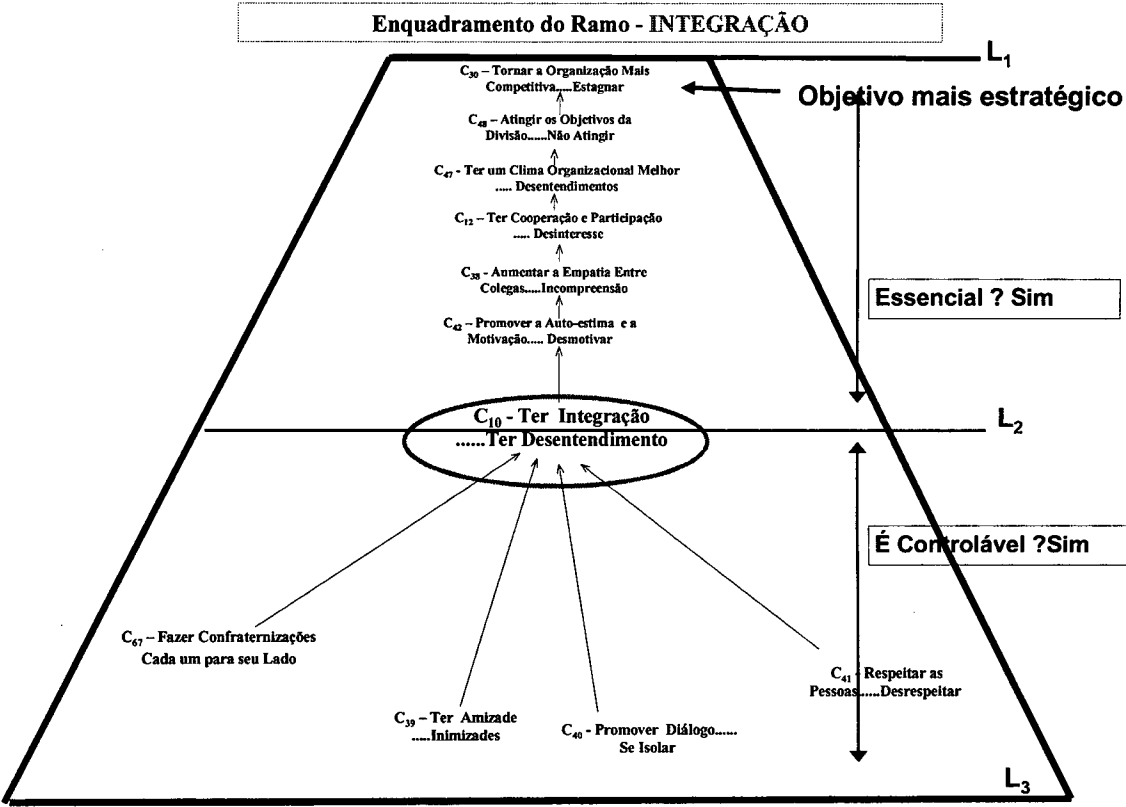 Enquadramento do Ramo - INTEGRAÇÃO
L1
C30 – Tornar a Organização Mais
Competitiva.....Estagnar
Objetivo mais estratégico
C48 – Atingir os Objetivos da
Divisão......Não Atingir
C47 - Ter um Clima Organizacional Melhor
..... Desentendimentos
C12 – Ter Cooperação e Participação
..... Desinteresse
C38 - Aumentar a Empatia Entre
Colegas.....Incompreensão
Essencial ? Sim
C42 – Promover a Auto-estima e a
Motivação..... Desmotivar
C10 - Ter Integração
......Ter Desentendimento
L2
É Controlável ?Sim
C67 – Fazer Confraternizações
Cada um para seu Lado
C41 - Respeitar as
Pessoas......Desrespeitar
C39 – Ter Amizade
.....Inimizades
C40 - Promover Diálogo......
Se Isolar
L3